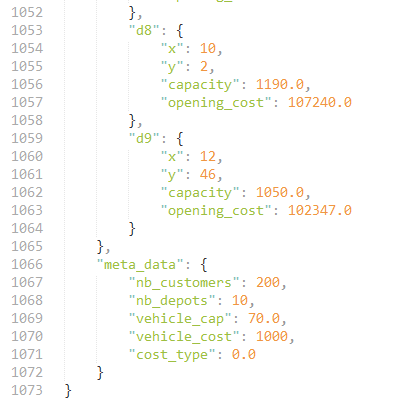 1052 },
1053 "d8": {
1054 "x": 10,
1055 "y": 2,
1056 "capacity": 1190.0,
1057 "opening_cost": 107240.0
1058 },
1059 "d9": {
1060 "x": 12,
1061 "y": 46,
1062 "capacity": 1050.0,
1063 "opening_cost": 102347.0
1064 }
1065 },
1066 "meta_data": {
1067 "nb_customers": 200,
1068 "nb_depots": 10,
1069 "vehicle_cap": 70.0,
1070 "vehicle_cost": 1000,
1071 "cost_type": 0.0
1072 }
1073 }